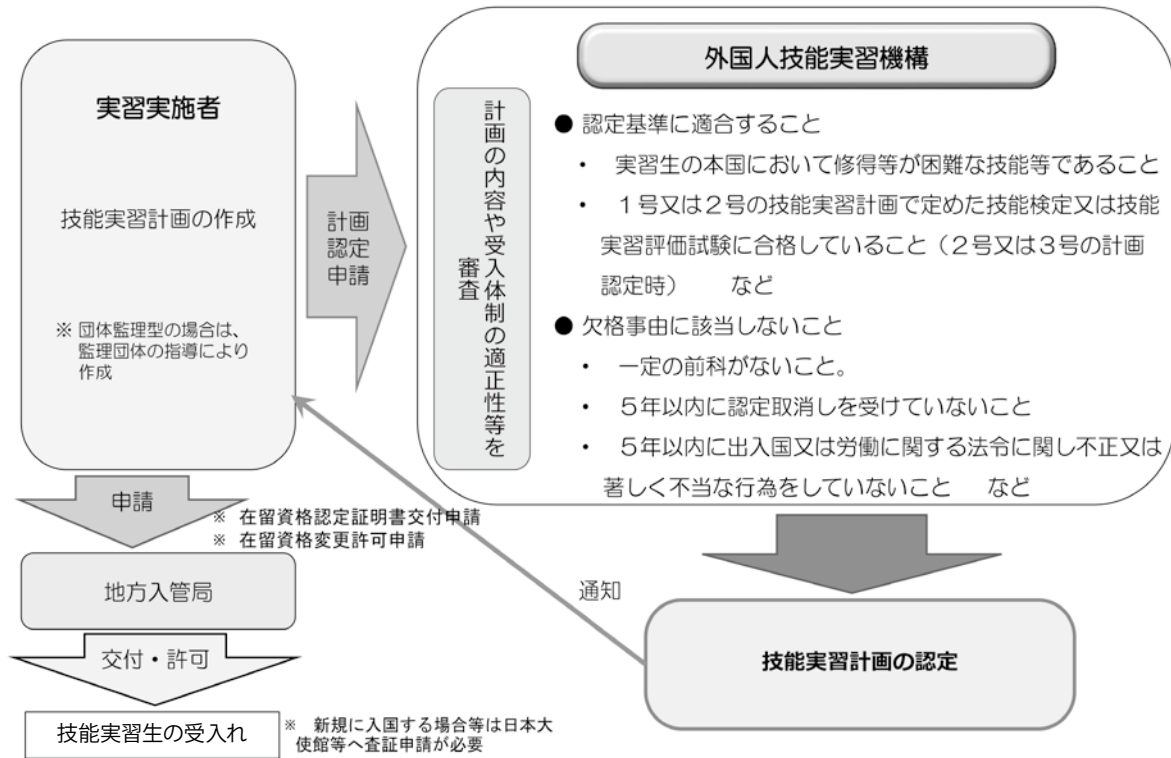 実習実施者
技能実習計画の作成
※ 団体監理型の場合は、
監理団体の指導により
作成
計画
認定
申請
外国人技能実習機構
計画の内容や受入体制の適正性等を
審査
● 認定基準に適合すること
・ 実習生の本国において修得等が困難な技能等であること
・ 1号又は2号の技能実習計画で定めた技能検定又は技能
実習評価試験に合格していること（2号又は3号の計画
認定時） など
● 欠格事由に該当しないこと
・ 一定の前科がないこと。
・ 5年以内に認定取消しを受けていないこと
・ 5年以内に出入国又は労働に関する法令に関し不正又は
著しく不当な行為をしていないこと など
技能実習計画の認定
通知
申請
※ 在留資格認定証明書交付申請
※ 在留資格変更許可申請
地方入管局
交付・許可
技能実習生の受入れ
※ 新規に入国する場合等は日本大
使館等へ査証申請が必要